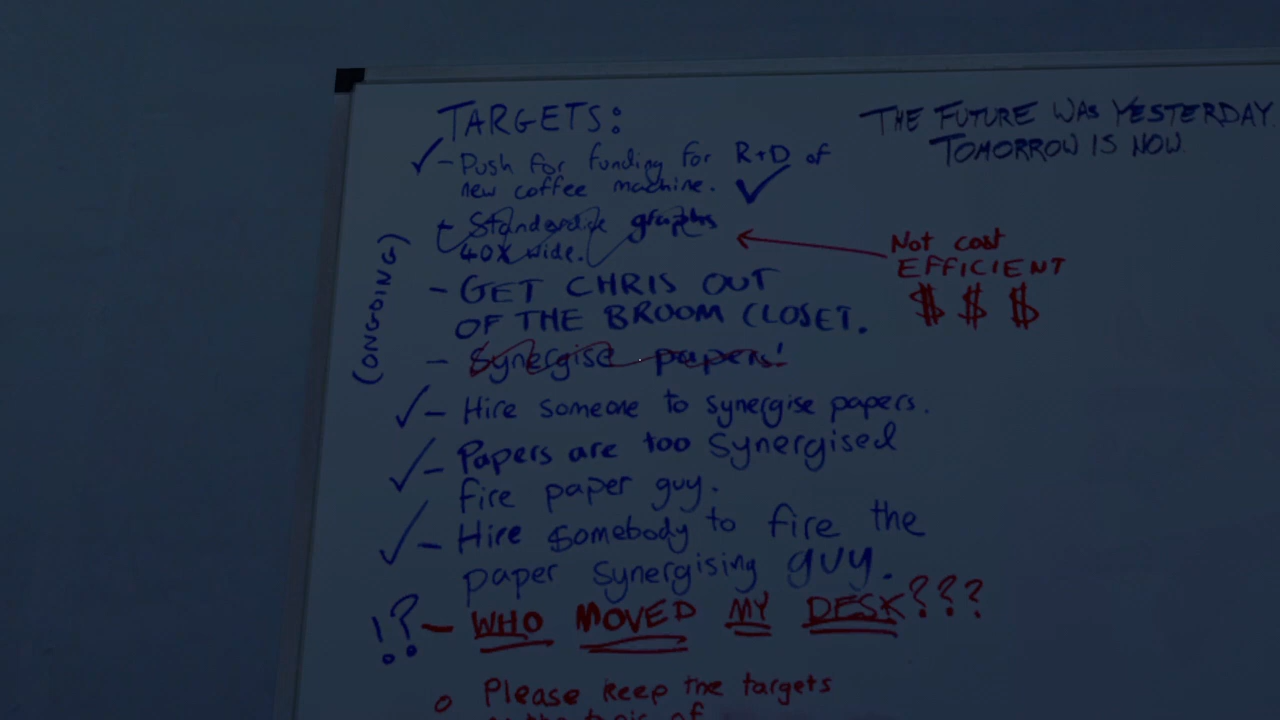 TARGETS:
- Push for funding for R+D of
new coffee machine.
- Standardise graphs
40% wide.
(ONGOING)
- GET CHRIS OUT
OF THE BROOM CLOSET.
- Synergise papers!
- Hire someone to synergise papers.
- Papers are too synergised
fire paper guy.
- Hire somebody to fire the
paper synergising guy.
!? - WHO MOVED MY DESK???
o Please keep the targets
THE FUTURE WAS YESTERDAY.
TOMORROW IS NOW
Not cost
EFFICIENT
$ $ $